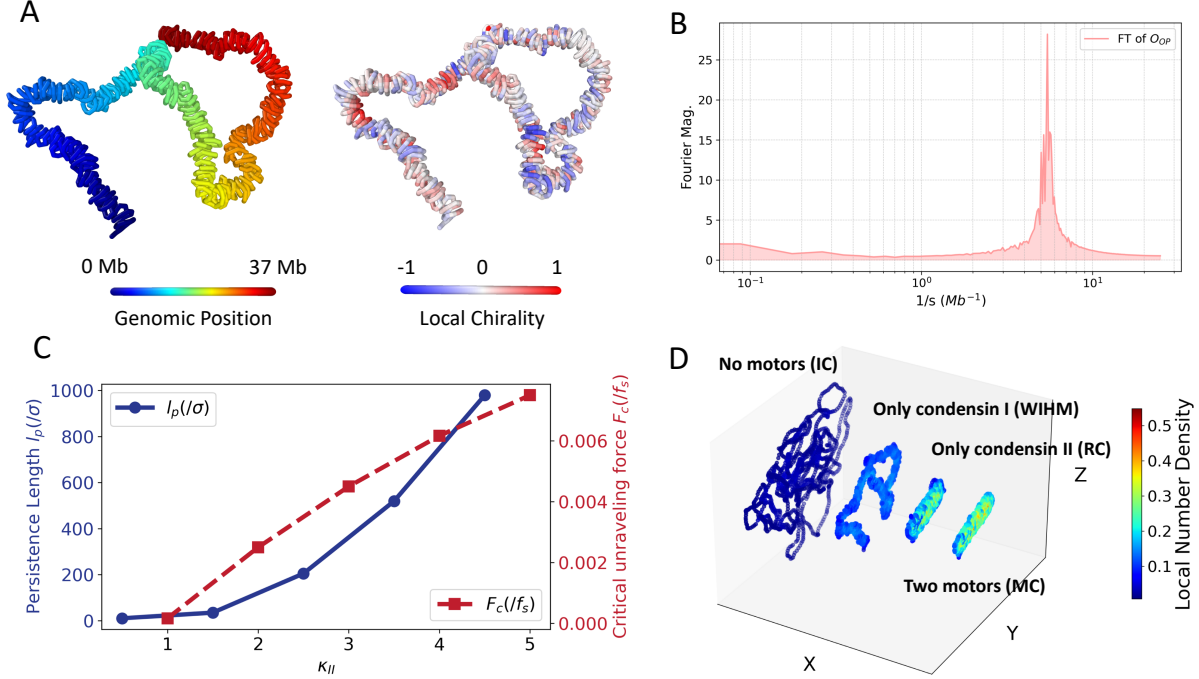 A
0 Mb
37 Mb
Genomic Position
-1
0
1
Local Chirality
B
FT of O_OP
25
20
15
10
5
0
Fourier Mag.
10⁻¹
10⁰
10¹
1/s (Mb⁻¹)
C
1000
800
600
400
200
0
Persistence Length l_p(/σ)
l_p(/σ)
F_c(/f_s)
0.006
0.004
0.002
0.000
Critical unraveling force F_c(/f_s)
1
2
3
4
5
κ_II
D
No motors (IC)
Only condensin I (WIHM)
Only condensin II (RC)
Two motors (MC)
X
Y
Z
0.5
0.4
0.3
0.2
0.1
Local Number Density